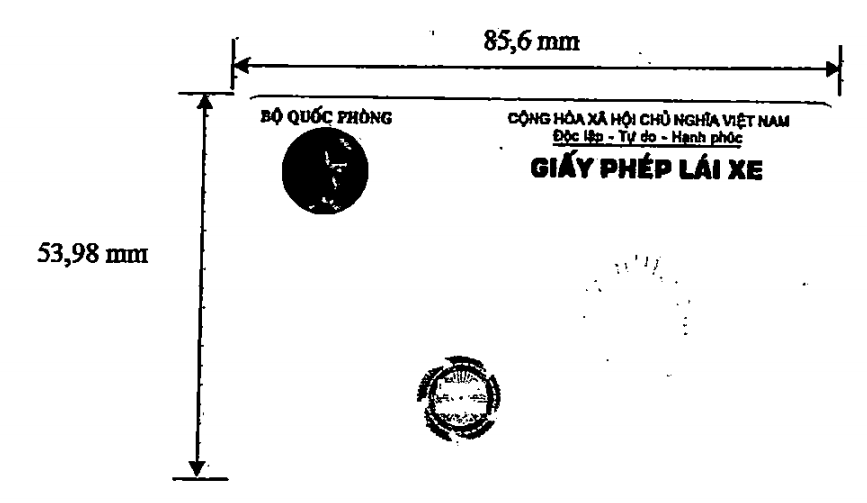 85,6 mm
BỘ QUỐC PHÒNG
CỘNG HÒA XÃ HỘI CHỦ NGHĨA VIỆT NAM
Độc lập - Tự do - Hạnh phúc
GIẤY PHÉP LÁI XE
53,98 mm